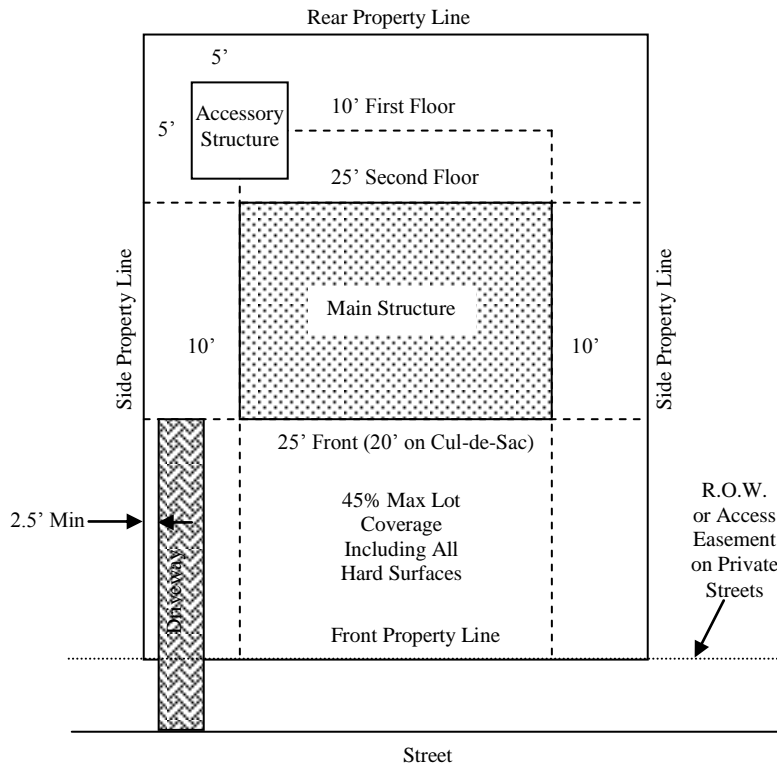 Rear Property Line
5’
Accessory
Structure
5’
10’ First Floor
25’ Second Floor
Side Property Line
Main Structure
10’
10’
Side Property Line
25’ Front (20’ on Cul-de-Sac)
2.5’ Min
45% Max Lot
Coverage
Including All
Hard Surfaces
R.O.W.
or Access
Easement
on Private
Streets
Driveway
Front Property Line
Street